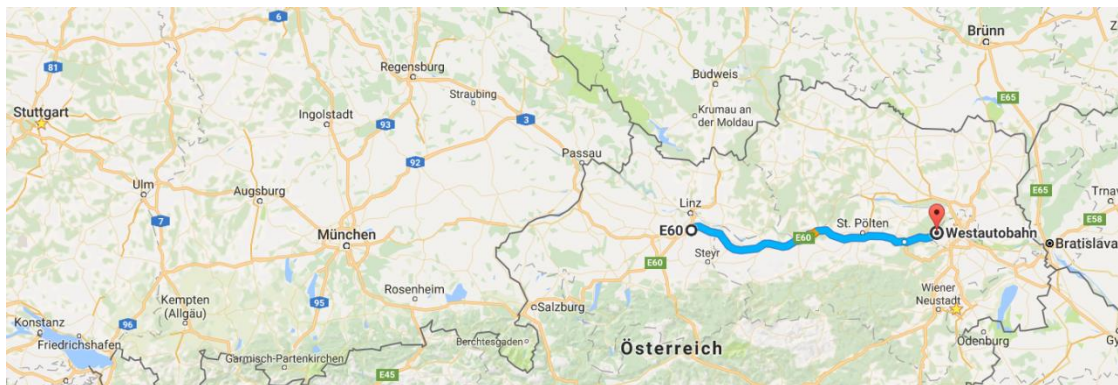 6
Brünn
81
Regensburg
Budweis
Straubing
E65
Stuttgart
Ingolstadt
93
Krumau an
der Moldau
3
92
Passau
Ulm
Augsburg
E65
Trna
E58
Linz
7
St. Pölten
München
E60
E60
Westautobahn
Bratislava
Steyr
E60
Kempten
(Allgäu)
Rosenheim
Wiener
Neustadt
95
Salzburg
Konstanz
96
Friedrichshafen
Berchtesgaden
Ödenburg
Gy
Garmisch-Partenkirchen
Österreich
E45